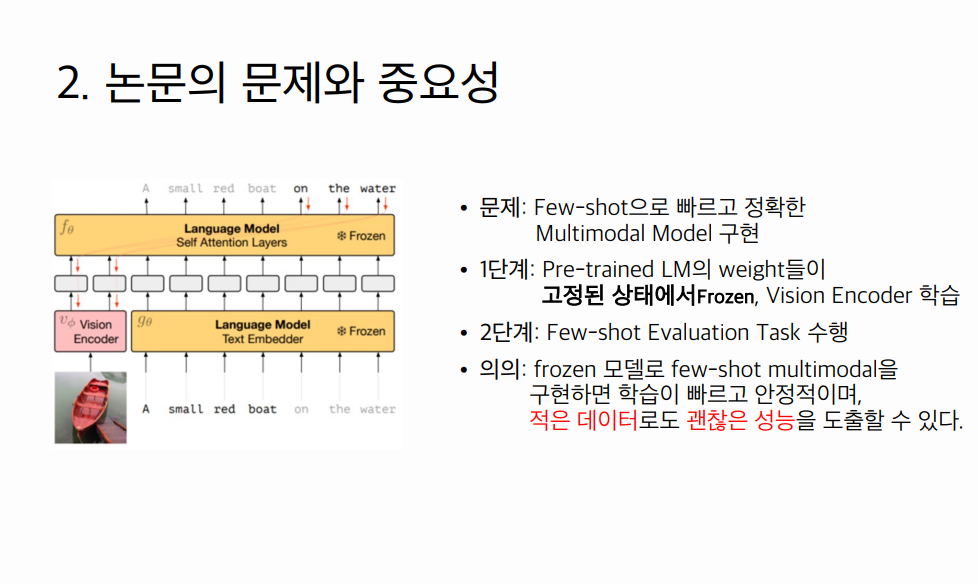 2. 논문의 문제와 중요성
A small red boat on the water
fθ
Language Model
Self Attention Layers
❄ Frozen
vϕ Vision
Encoder
gθ
Language Model
Text Embedder
❄ Frozen
A small red boat on the water
• 문제: Few-shot으로 빠르고 정확한
Multimodal Model 구현
• 1단계: Pre-trained LM의 weight들이
고정된 상태에서Frozen, Vision Encoder 학습
• 2단계: Few-shot Evaluation Task 수행
• 의의: frozen 모델로 few-shot multimodal을
구현하면 학습이 빠르고 안정적이며,
적은 데이터로도 괜찮은 성능을 도출할 수 있다.